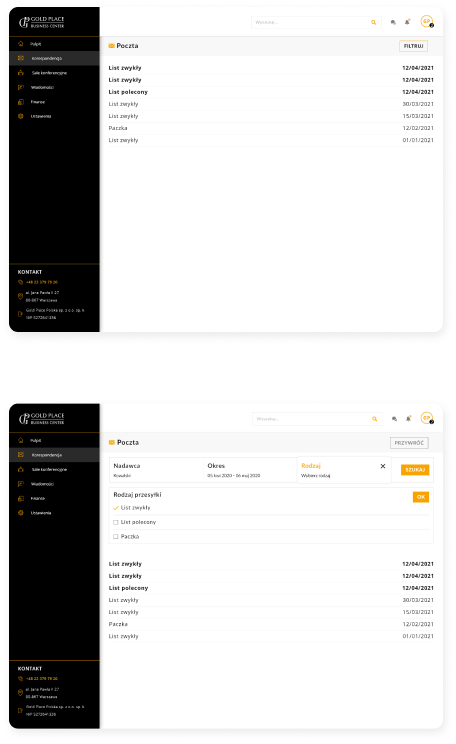 GOLD PLACE
BUSINESS CENTER
Wyszukaj...
GP
Pulpit
Poczta
FILTRUJ
Korespondencja
Sale konferencyjne
Wiadomości
Finanse
Ustawienia
List zwykły 12/04/2021
List zwykły 12/04/2021
List polecony 12/04/2021
List zwykły 30/03/2021
List zwykły 15/03/2021
Paczka 12/02/2021
List zwykły 01/01/2021
KONTAKT
+48 22 379 79 20
al. Jana Pawła II 27
00-867 Warszawa
Gold Place Polska sp. z o.o. sp. k
NIP
GOLD PLACE
BUSINESS CENTER
GP
Pulpit
Poczta
PRZYWRÓĆ
Korespondencja
Sale konferencyjne
Wiadomości
Finanse
Ustawienia
Nadawca
Kowalski
Okres
05 kwi 2020 - 06 maj 2020
Rodzaj
Wybierz rodzaj
SZUKAJ
Rodzaj przesyłki
OK
List zwykły
List polecony
Paczka
List zwykły 12/04/2021
List zwykły 12/04/2021
List polecony 12/04/2021
List zwykły 30/03/2021
List zwykły 15/03/2021
Paczka 12/02/2021
List zwykły 01/01/2021
KONTAKT
+48 22 379 79 20
al. Jana Pawła II 27
00-867 Warszawa
Gold Place Polska sp. z o.o. sp. k
NIP